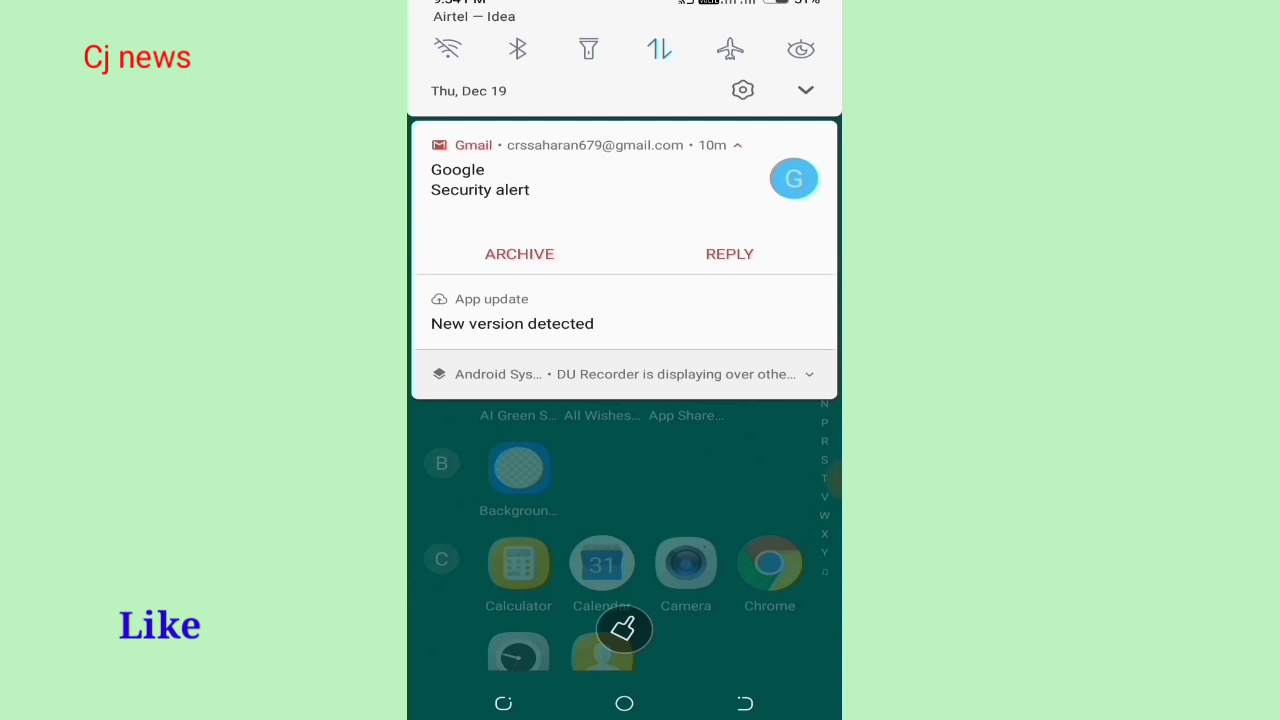 Cj news
Airtel — Idea
Thu, Dec 19
Gmail • crssaharan679@gmail.com • 10m
Google
Security alert
G
ARCHIVE REPLY
App update
New version detected
Android Sys... • DU Recorder is displaying over othe...
AI Green S... All Wishes... App Share...
B
Backgroun...
C
31
Calculator Calendar Camera Chrome
N
P
R
S
T
V
W
X
Y
Like